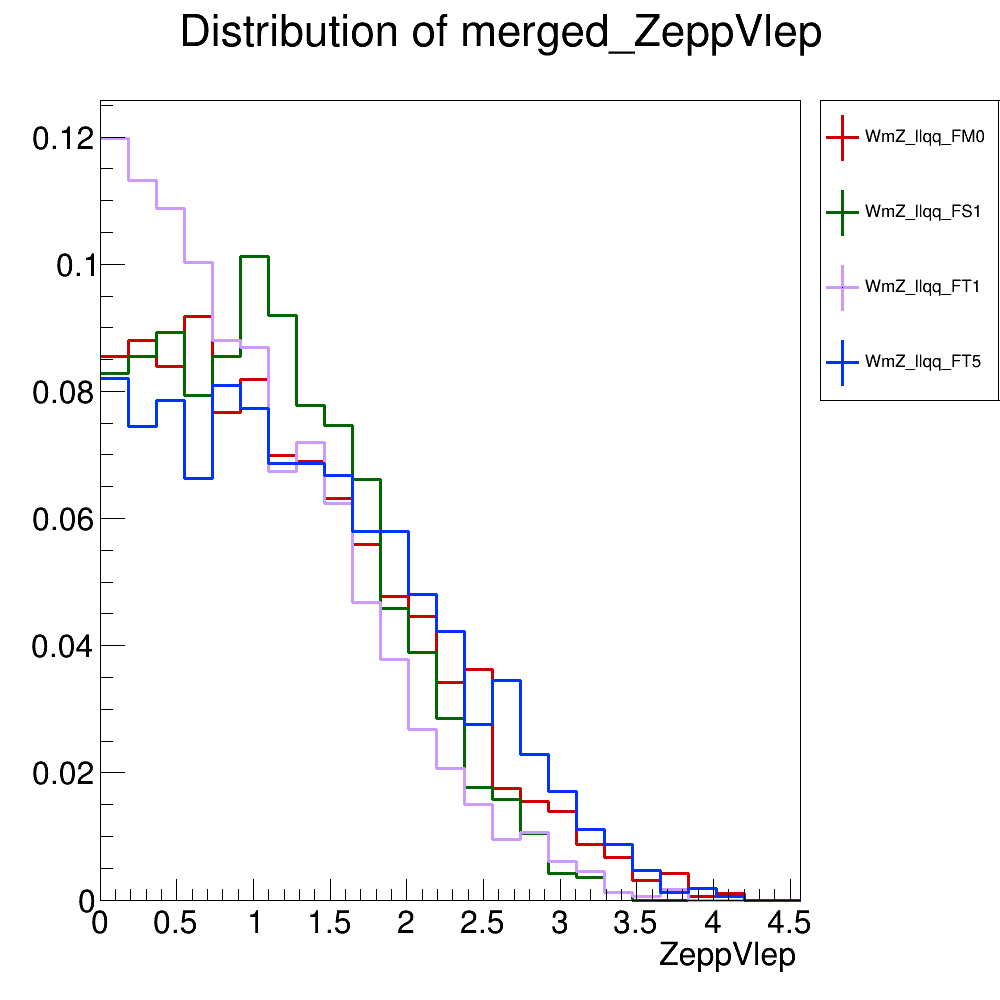 Distribution of merged_ZeppVlep
0.12
0.1
0.08
0.06
0.04
0.02
0
0 0.5 1 1.5 2 2.5 3 3.5 4 4.5
ZeppVlep
WmZ_llqq_FM0
WmZ_llqq_FS1
WmZ_llqq_FT1
WmZ_llqq_FT5